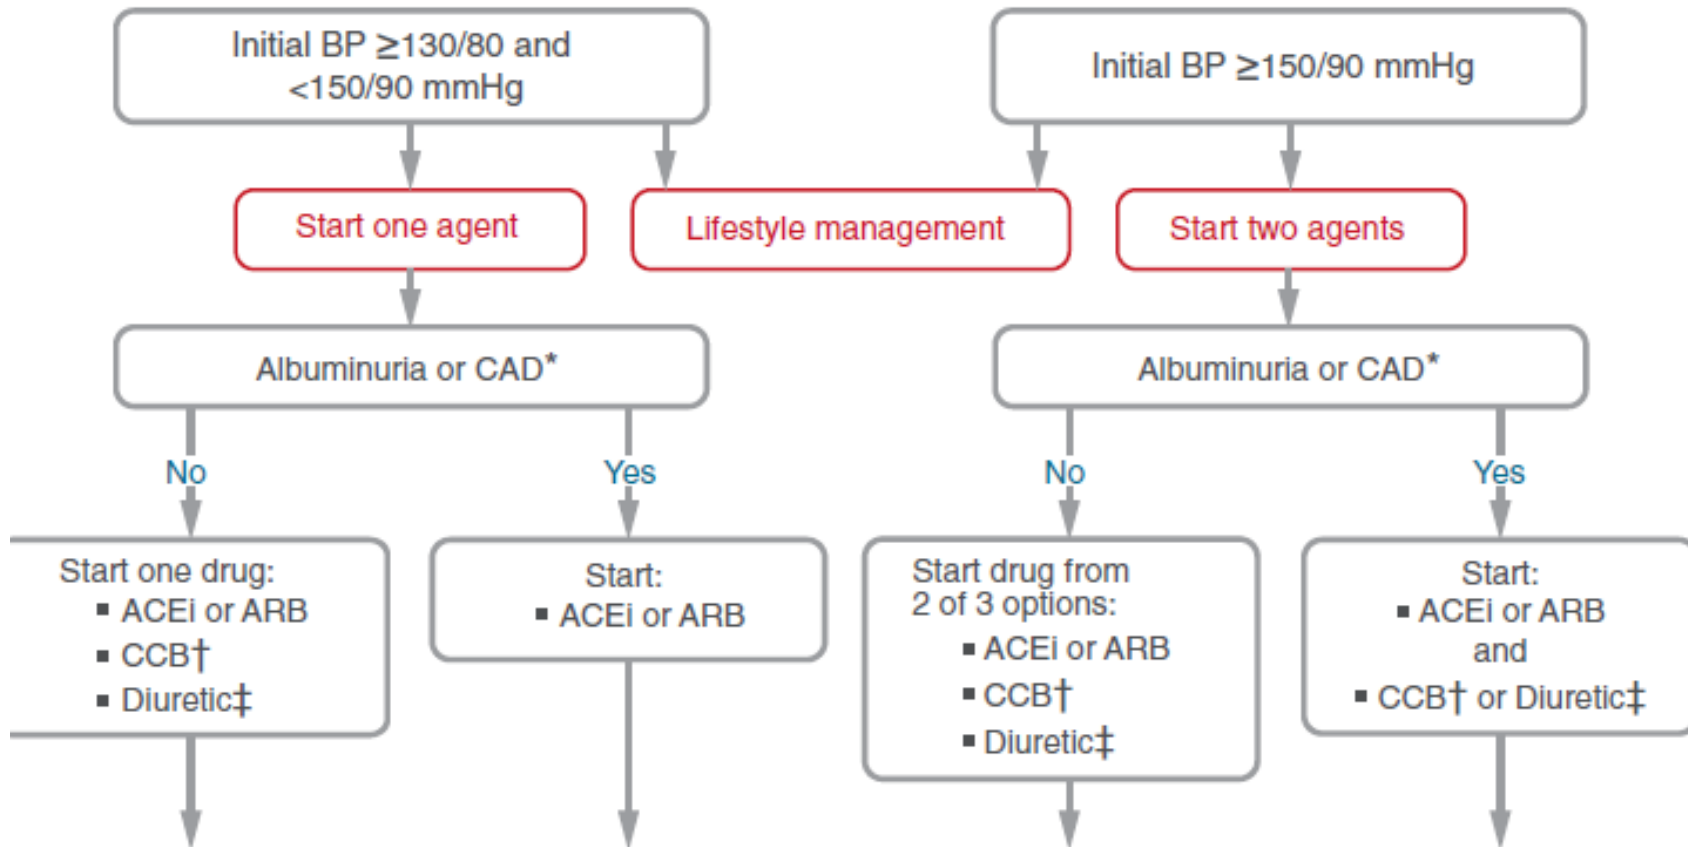 Initial BP ≥130/80 and
<150/90 mmHg
Initial BP ≥150/90 mmHg
Start one agent
Lifestyle management
Start two agents
Albuminuria or CAD*
Albuminuria or CAD*
No
Yes
No
Yes
Start one drug:
▪ ACEi or ARB
▪ CCB†
▪ Diuretic‡
Start:
▪ ACEi or ARB
Start drug from
2 of 3 options:
▪ ACEi or ARB
▪ CCB†
▪ Diuretic‡
Start:
▪ ACEi or ARB
and
▪ CCB† or Diuretic‡